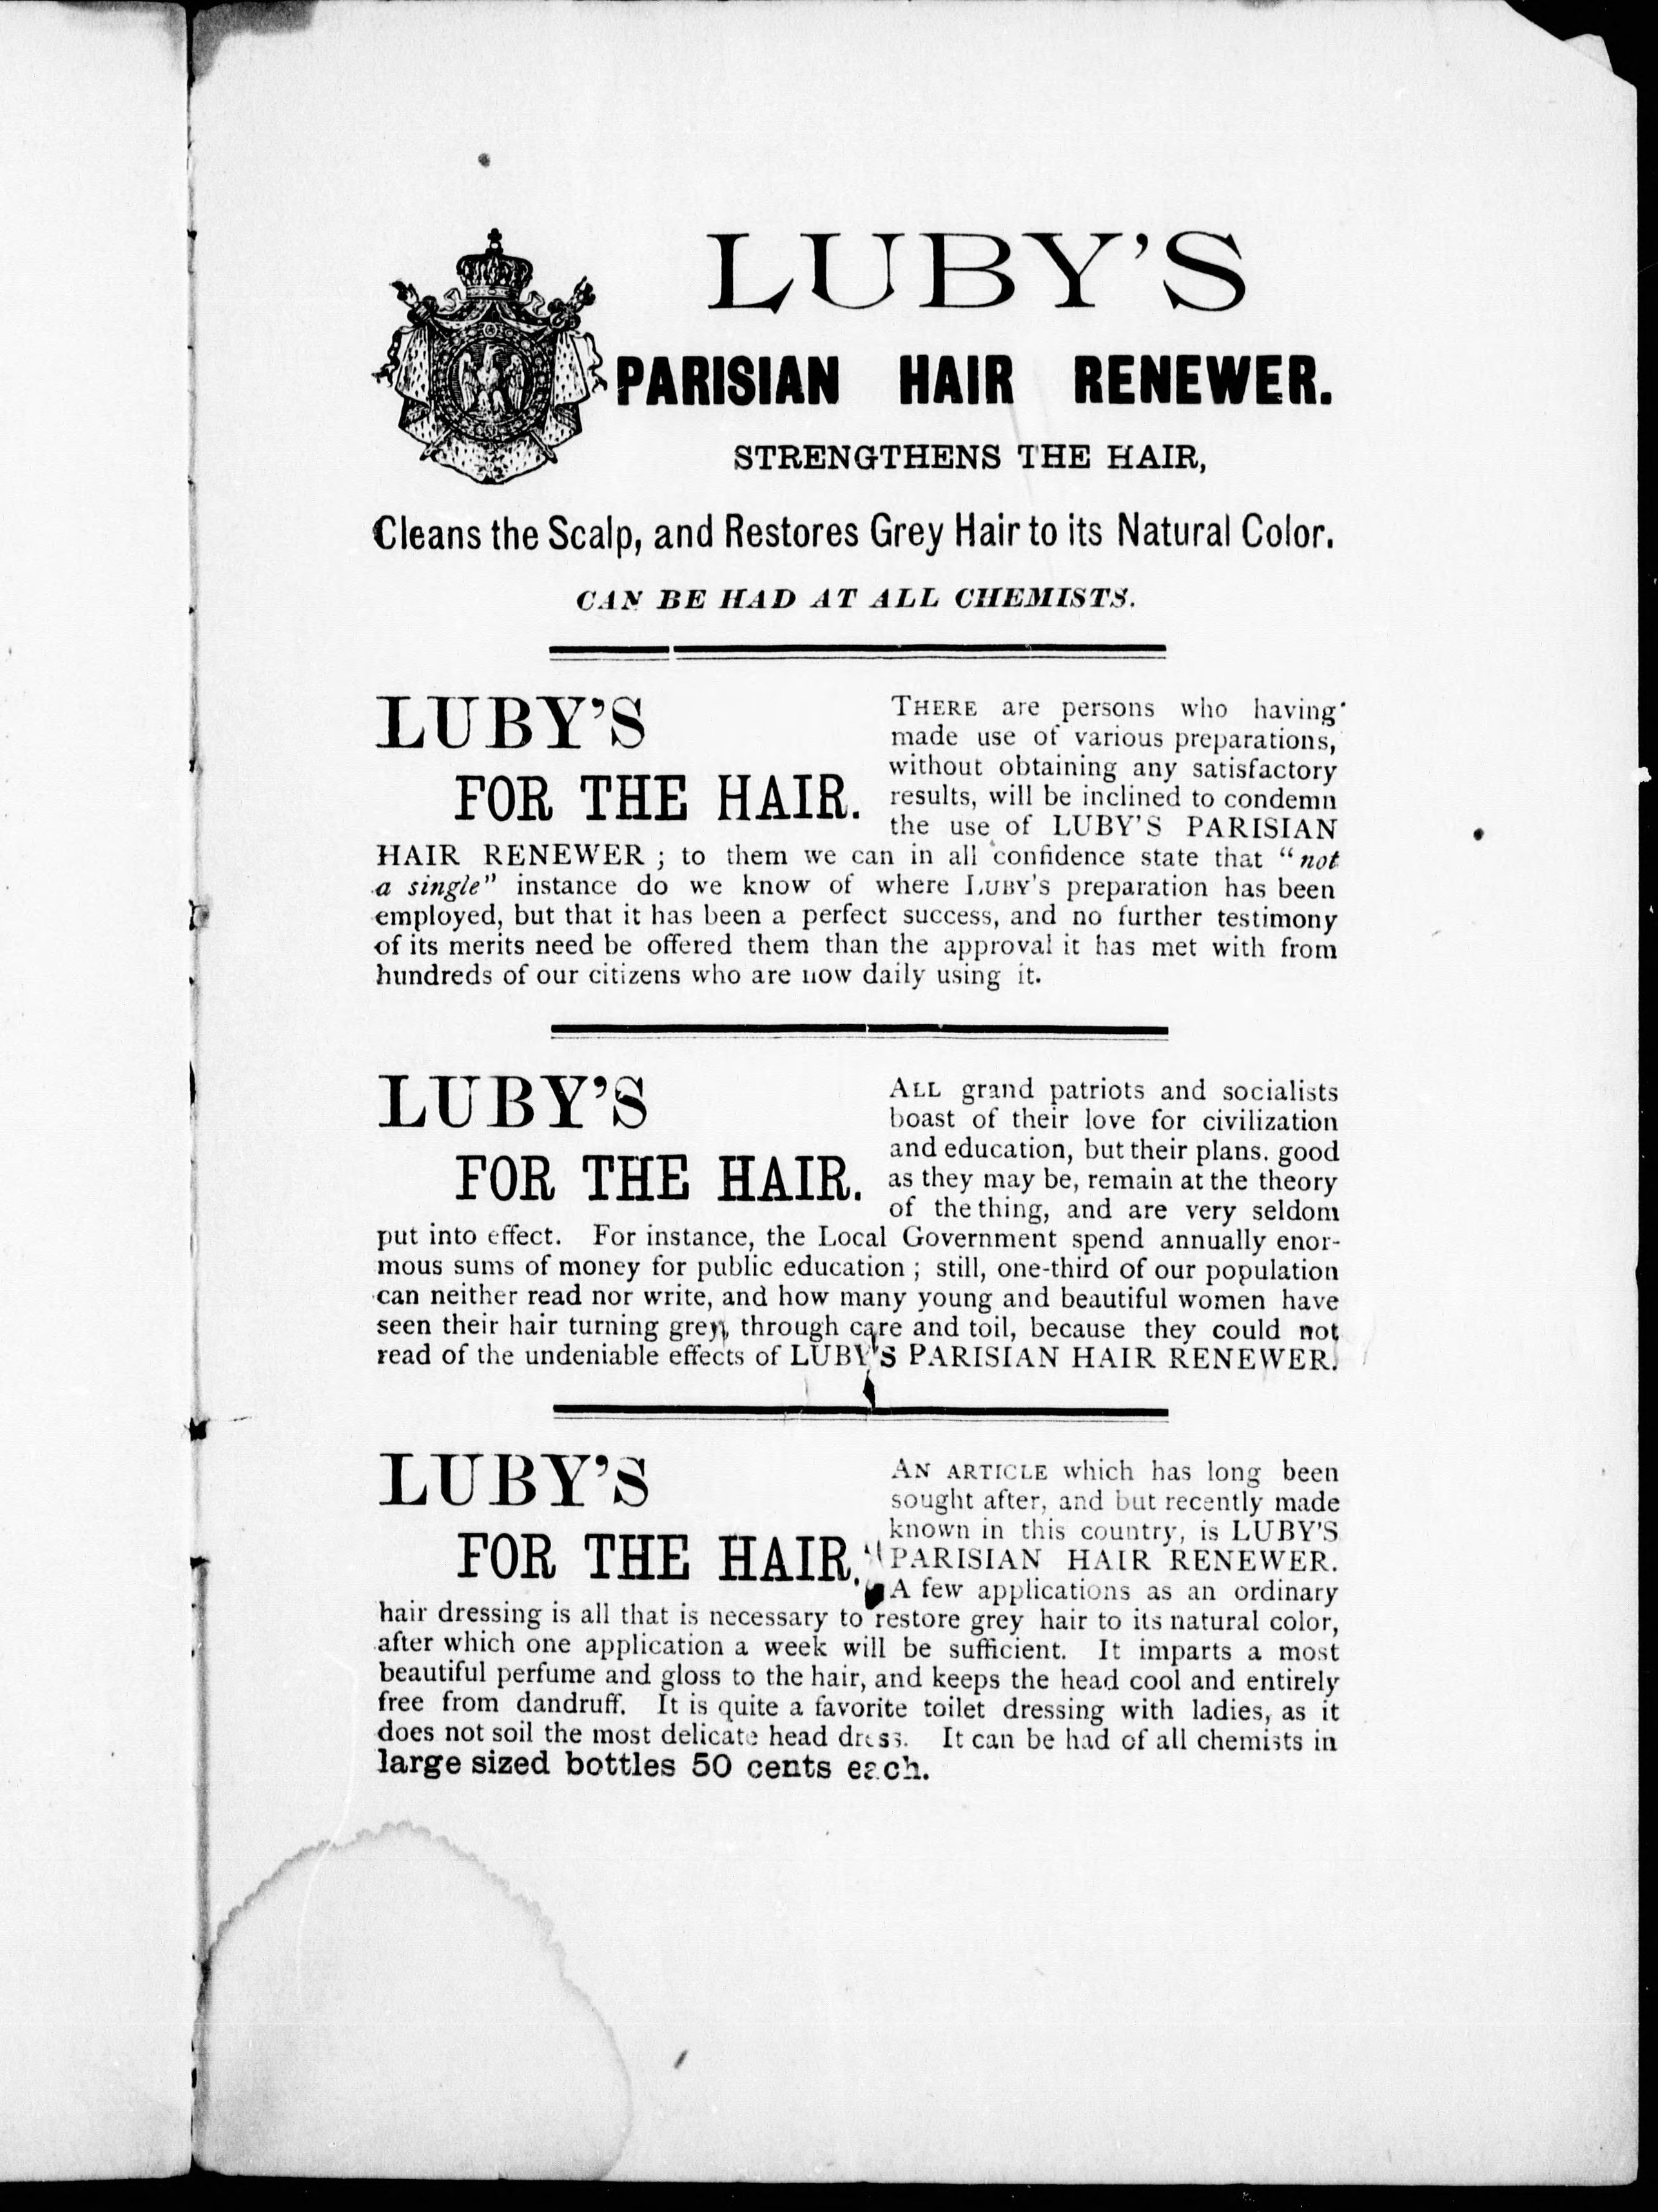 LUBY'S
PARISIAN HAIR RENEWER.
STRENGTHENS THE HAIR,
Cleans the Scalp, and Restores Grey Hair to its Natural Color.
CAN BE HAD AT ALL CHEMISTS.
LUBY'S
FOR THE HAIR.
THERE are persons who having
made use of various preparations,
without obtaining any satisfactory
results, will be inclined to condemn
the use of LUBY'S PARISIAN
HAIR RENEWER ; to them we can in all confidence state that "not
a single" instance do we know of where LUBY'S preparation has been
employed, but that it has been a perfect success, and no further testimony
of its merits need be offered them than the approval it has met with from
hundreds of our citizens who are now daily using it.
LUBY'S
FOR THE HAIR.
ALL grand patriots and socialists
boast of their love for civilization
and education, but their plans. good
as they may be, remain at the theory
of the thing, and are very seldom
put into effect. For instance, the Local Government spend annually enor-
mous sums of money for public education ; still, one-third of our population
can neither read nor write, and how many young and beautiful women have
seen their hair turning grey, through care and toil, because they could not
read of the undeniable effects of LUBY'S PARISIAN HAIR RENEWER.
LUBY'S
FOR THE HAIR.
AN ARTICLE which has long been
sought after, and but recently made
known in this country, is LUBY'S
PARISIAN HAIR RENEWER.
A few applications as an ordinary
hair dressing is all that is necessary to restore grey hair to its natural color,
after which one application a week will be sufficient. It imparts a most
beautiful perfume and gloss to the hair, and keeps the head cool and entirely
free from dandruff. It is quite a favorite toilet dressing with ladies, as it
does not soil the most delicate head dress. It can be had of all chemists in
large sized bottles 50 cents each.